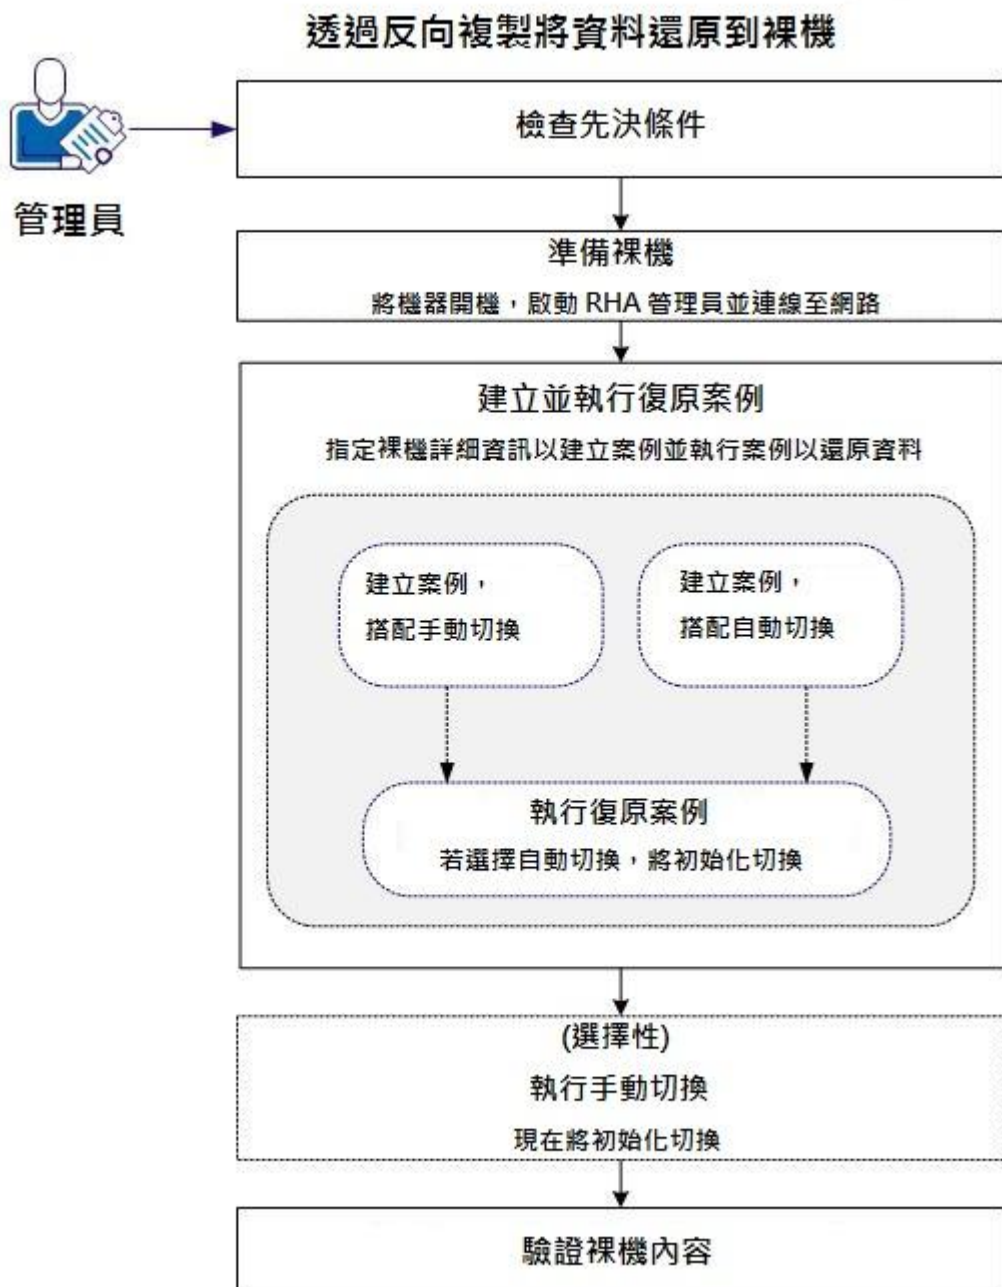 透過反向複製將資料還原到裸機
管理員
檢查先決條件
準備裸機
將機器開機，啟動 RHA 管理員並連線至網路
建立並執行復原案例
指定裸機詳細資訊以建立案例並執行案例以還原資料
建立案例，
搭配手動切換
建立案例，
搭配自動切換
執行復原案例
若選擇自動切換，將初始化切換
(選擇性)
執行手動切換
現在將初始化切換
驗證裸機內容